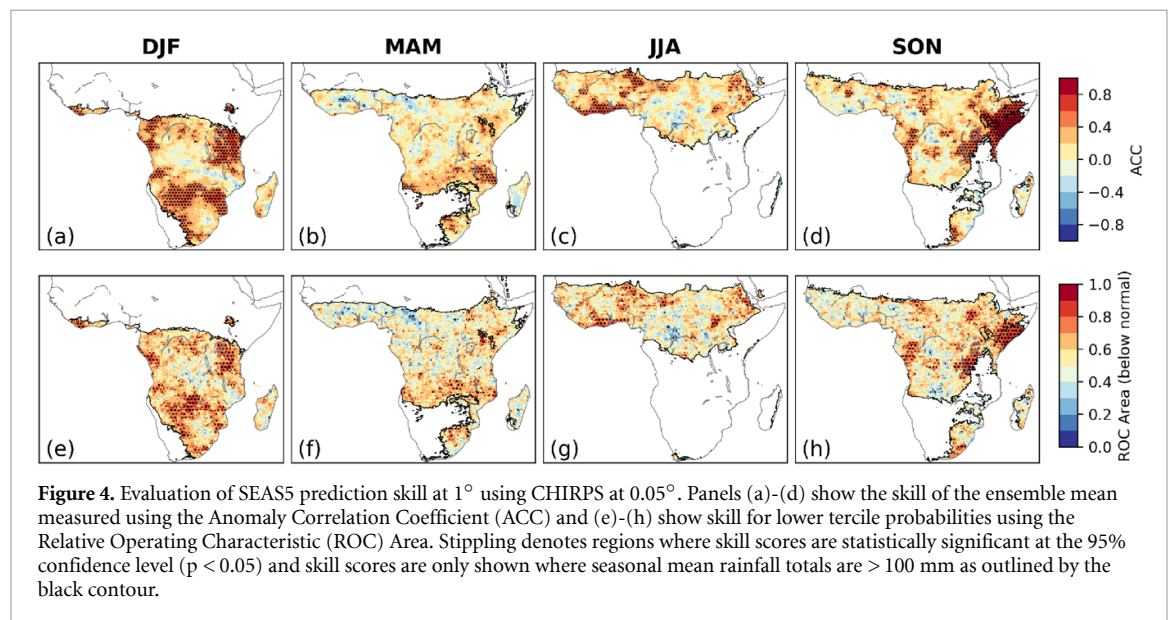 DJF MAM JJA SON
(a) (b) (c) (d)
0.8
0.4
0.0
−0.4
−0.8
ACC
(e) (f) (g) (h)
1.0
0.8
0.6
0.4
0.2
0.0
ROC Area (below normal)
Figure 4. Evaluation of SEAS5 prediction skill at 1° using CHIRPS at 0.05°. Panels (a)-(d) show the skill of the ensemble mean
measured using the Anomaly Correlation Coefficient (ACC) and (e)-(h) show skill for lower tercile probabilities using the
Relative Operating Characteristic (ROC) Area. Stippling denotes regions where skill scores are statistically significant at the 95%
confidence level (p < 0.05) and skill scores are only shown where seasonal mean rainfall totals are > 100 mm as outlined by the
black contour.